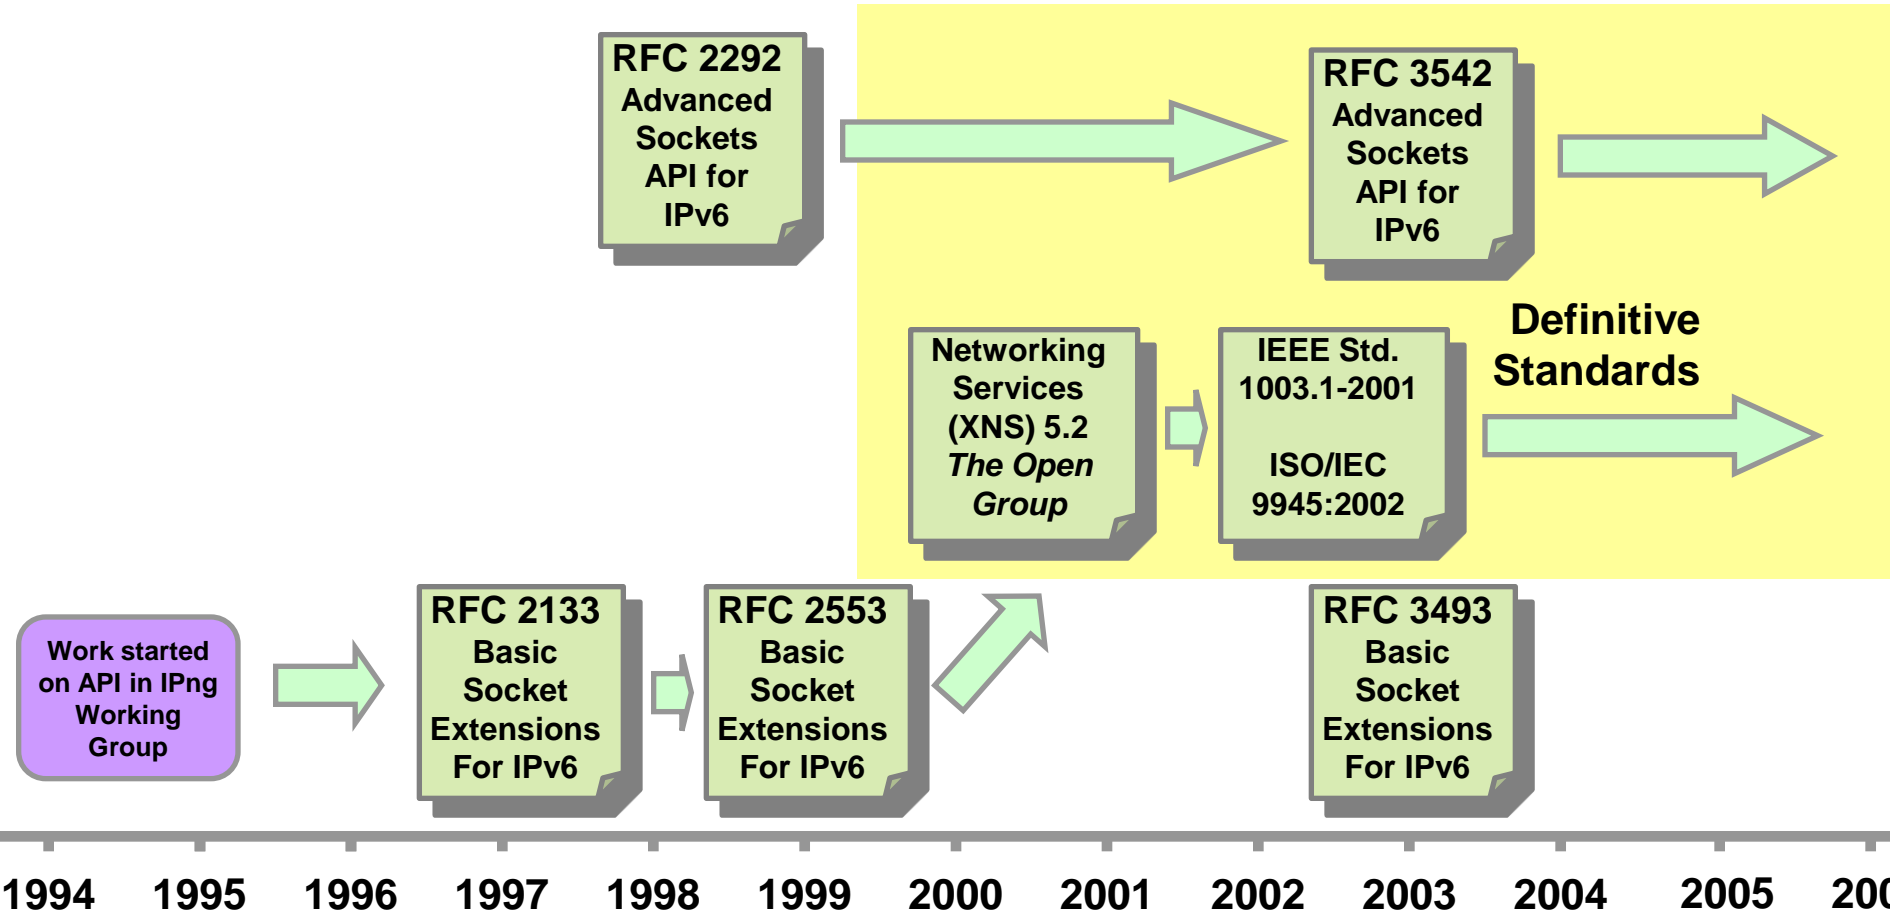 RFC 2292
Advanced
Sockets
API for
IPv6
RFC 3542
Advanced
Sockets
API for
IPv6
Definitive
Standards
Networking
Services
(XNS) 5.2
The Open
Group
IEEE Std.
1003.1-2001
ISO/IEC
9945:2002
Work started
on API in IPng
Working
Group
RFC 2133
Basic
Socket
Extensions
For IPv6
RFC 2553
Basic
Socket
Extensions
For IPv6
RFC 3493
Basic
Socket
Extensions
For IPv6
1994 1995 1996 1997 1998 1999 2000 2001 2002 2003 2004 2005